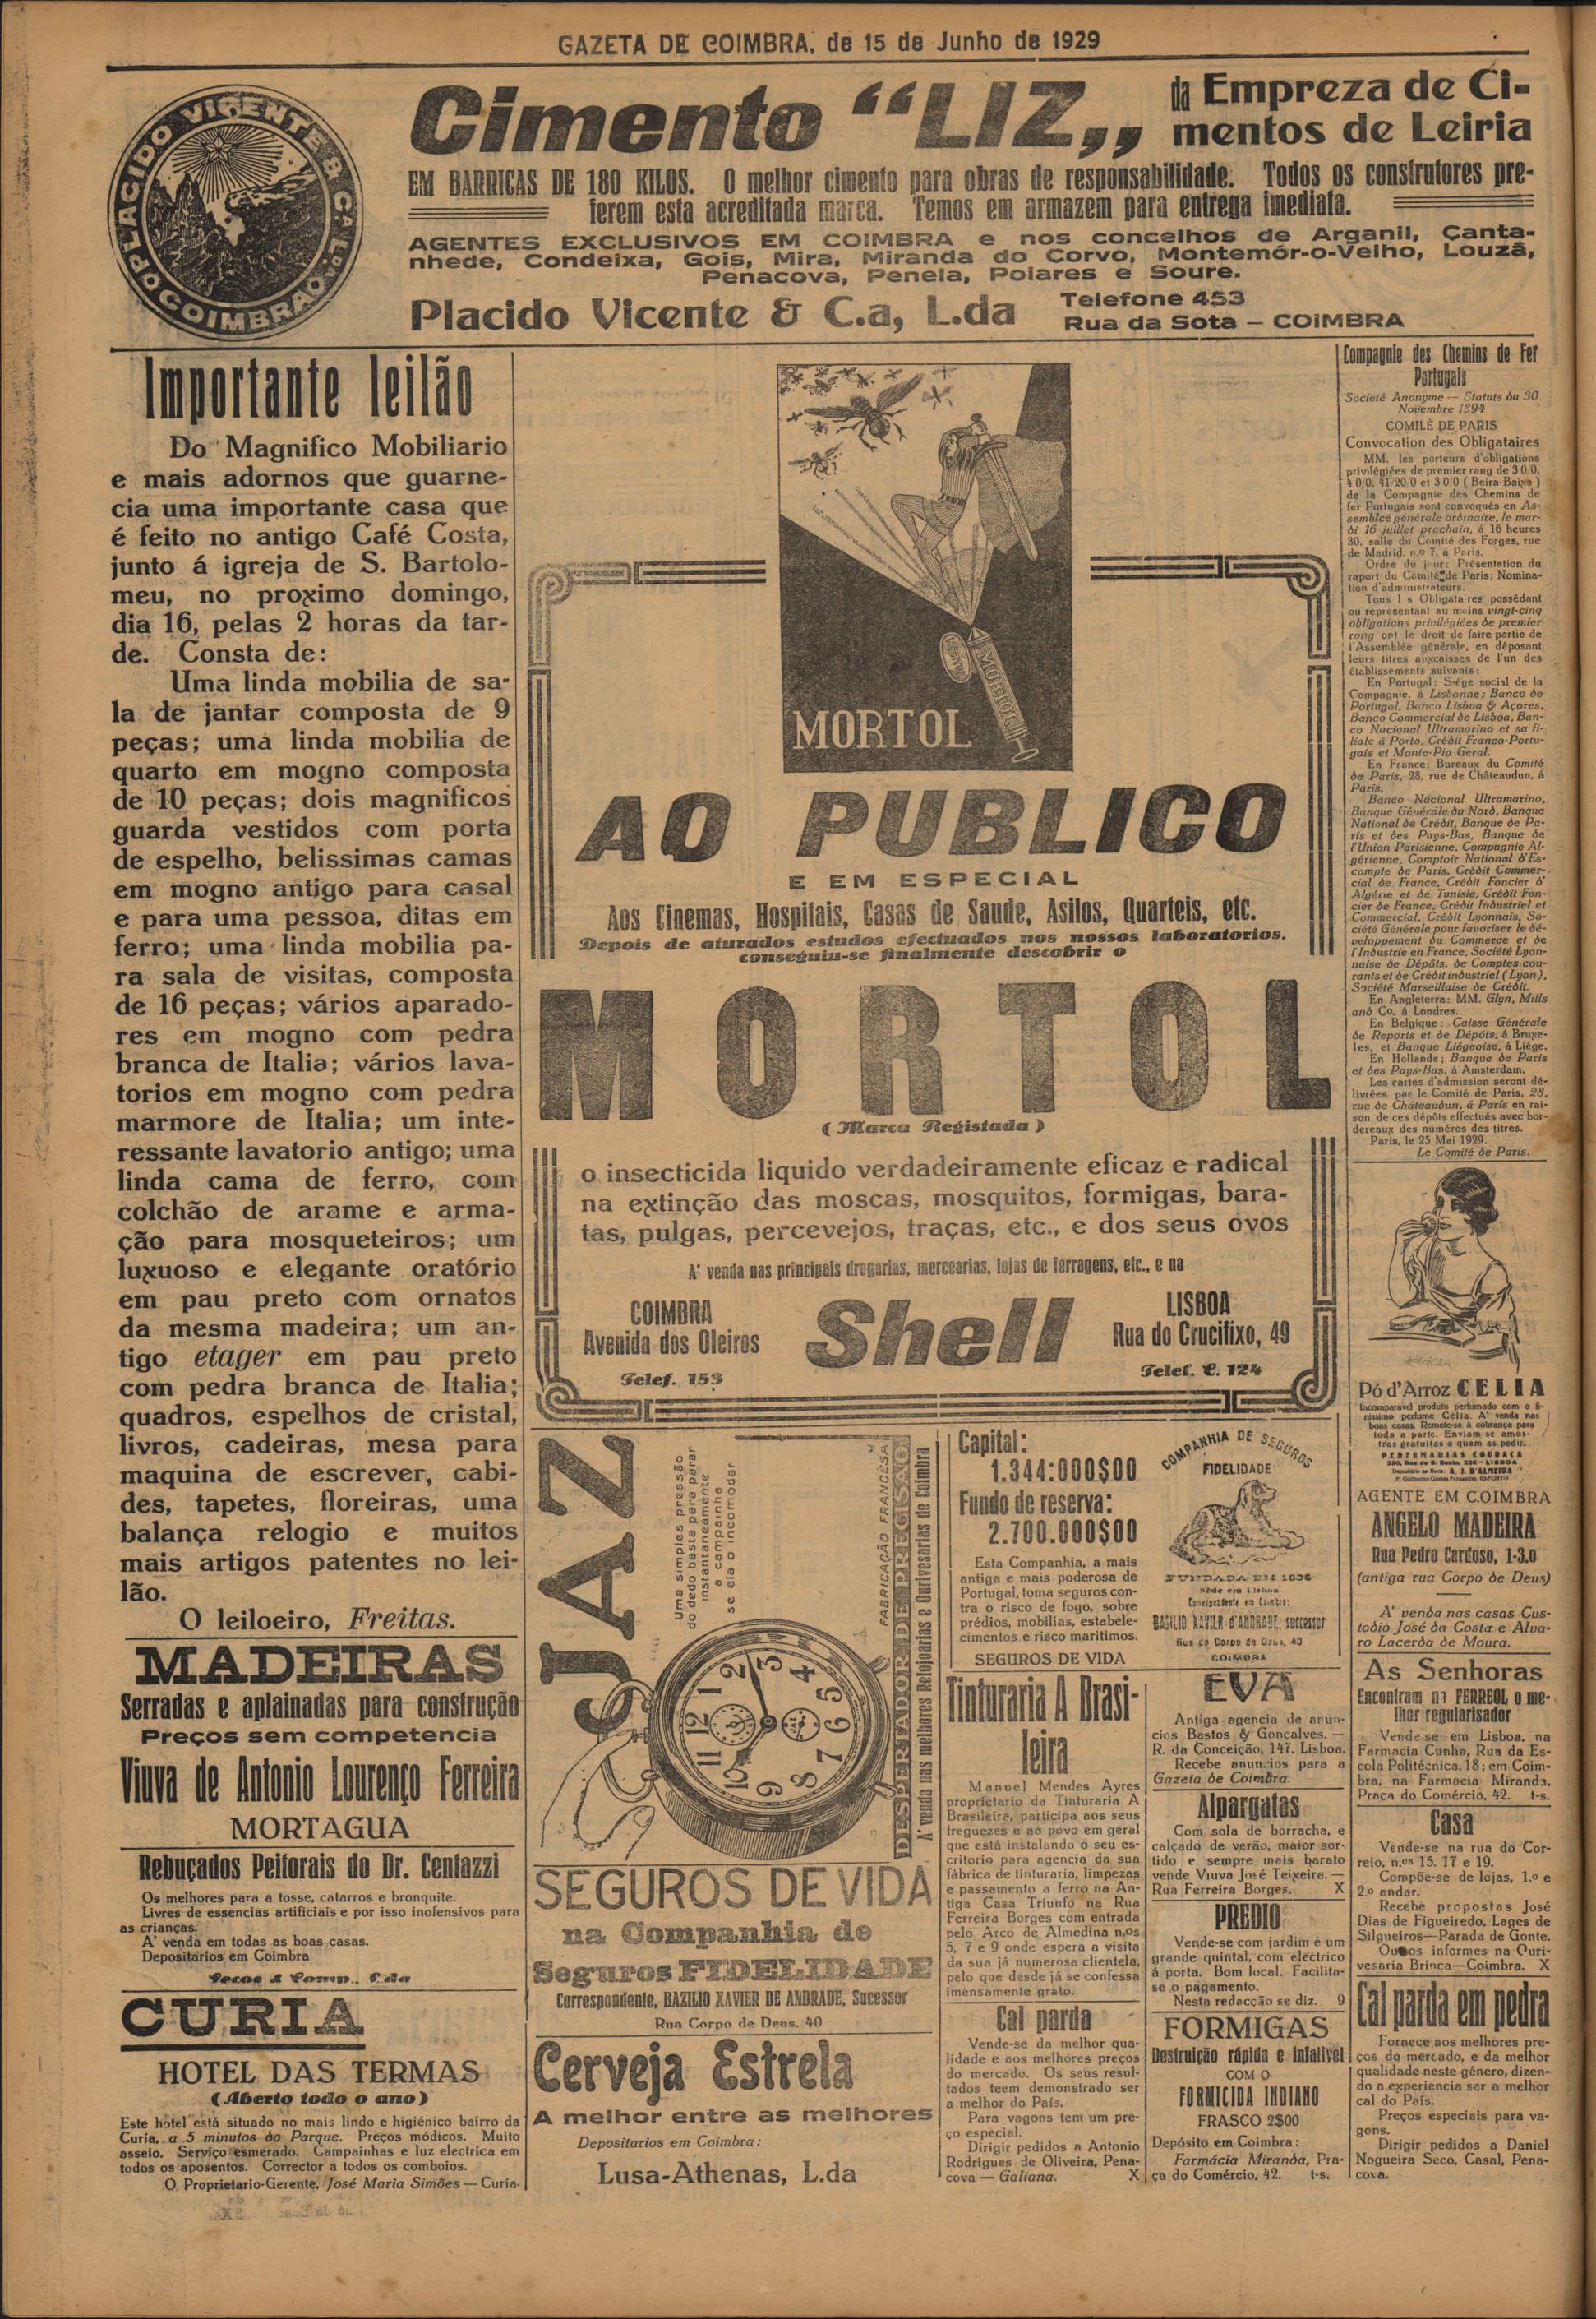 GAZETA DE COIMBRA, de 15 de Junho de 1929
PLACIDO VICENTE & C.ª L.DA
COIMBRA
Cimento "LIZ,, da Empreza de Ci-
mentos de Leiria
EM BARRICAS DE 180 KILOS. O melhor cimento para obras de responsabilidade. Todos os construtores pre-
ferem esta acreditada marca. Temos em armazem para entrega imediata.
AGENTES EXCLUSIVOS EM COIMBRA e nos concelhos de Arganil, Canta-
nhede, Condeixa, Gois, Mira, Miranda do Corvo, Montemór-o-Velho, Louzã,
Penacova, Penela, Poiares e Soure.
Placido Vicente & C.a, L.da
Telefone 453
Rua da Sota — COIMBRA
Importante leilão
Do Magnifico Mobiliario
e mais adornos que guarne-
cia uma importante casa que
é feito no antigo Café Costa,
junto á igreja de S. Bartolo-
meu, no proximo domingo,
dia 16, pelas 2 horas da tar-
de. Consta de:
Uma linda mobilia de sa-
la de jantar composta de 9
peças; uma linda mobilia de
quarto em mogno composta
de 10 peças; dois magnificos
guarda vestidos com porta
de espelho, belissimas camas
em mogno antigo para casal
e para uma pessoa, ditas em
ferro; uma linda mobilia pa-
ra sala de visitas, composta
de 16 peças; vários aparado-
res em mogno com pedra
branca de Italia; vários lava-
torios em mogno com pedra
marmore de Italia; um inte-
ressante lavatorio antigo; uma
linda cama de ferro, com
colchão de arame e arma-
ção para mosqueteiros; um
luxuoso e elegante oratório
em pau preto com ornatos
da mesma madeira; um an-
tigo etager em pau preto
com pedra branca de Italia;
quadros, espelhos de cristal,
livros, cadeiras, mesa para
maquina de escrever, cabi-
des, tapetes, floreiras, uma
balança relogio e muitos
mais artigos patentes no lei-
lão.
O leiloeiro, Freitas.
MADEIRAS
Serradas e aplainadas para construção
Preços sem competencia
Viuva de Antonio Lourenço Ferreira
MORTAGUA
Rebuçados Peitorais do Dr. Centazzi
Os melhores para a tosse, catarros e bronquite.
Livres de essencias artificiais e por isso inofensivos para
as crianças.
A' venda em todas as boas casas.
Depositarios em Coimbra
CURIA
HOTEL DAS TERMAS
(Aberto todo o ano)
Este hotel está situado no mais lindo e higiénico bairro da
Curia, a 5 minutos do Parque. Preços módicos. Muito
asseio. Serviço esmerado. Campainhas e luz electrica em
todos os aposentos. Corrector a todos os comboios.
O Proprietario-Gerente, José Maria Simões — Curía.
MORTOL
MORTOL
Shell
AO PUBLICO
E EM ESPECIAL
Aos Cinemas, Hospitais, Casas de Saude, Asilos, Quarteis, etc.
Depois de aturados estudos efectuados nos nossos laboratorios,
conseguiu-se finalmente descobrir o
MORTOL
(Marca Registada)
o insecticida liquido verdadeiramente eficaz e radical
na extinção das moscas, mosquitos, formigas, bara-
tas, pulgas, percevejos, traças, etc., e dos seus ovos
A' venda nas principais drogarias, mercearias, lojas de ferragens, etc., e na
COIMBRA
Avenida dos Oleiros
Telef. 153
Shell
LISBOA
Rua do Crucifixo, 49
Telef. C. 124
JAZ
Uma simples pressão
do dedo basta para parar
instantaneamente
a campainha
se ela o incomodar
FABRICAÇÃO FRANCESA
DESPERTADOR DE PRECISÃO
A' venda nas melhores Relojoarias e Ourivesarias de Coimbra
12 1 2 3 4 5 6 7 8 9 10 11
SEGUROS DE VIDA
na Companhia de
Seguros FIDELIDADE
Correspondente, BAZILIO XAVIER DE ANDRADE, Sucessor
Rua Corpo de Deus, 40
Cerveja Estrela
A melhor entre as melhores
Depositarios em Coimbra:
Lusa-Athenas, L.da
Capital:
1.344:000$00
Fundo de reserva:
2.700.000$00
Esta Companhia, a mais
antiga e mais poderosa de
Portugal, toma seguros con-
tra o risco de fogo, sobre
prédios, mobilias, estabele-
cimentos e risco maritimos.
SEGUROS DE VIDA
COMPANHIA DE SEGUROS
FIDELIDADE
FUNDADA EM 1835
Séde em Lisboa
Correspondente em Coimbra:
BASILIO XAVIER d'ANDRADE, successor
Rua do Corpo de Deus, 40
COIMBRA
Tinturaria A Brasi-
leira
Manuel Mendes Ayres
proprietario da Tinturaria A
Brasileira, participa aos seus
freguezes e ao povo em geral
que está instalando o seu es-
critorio para agencia da sua
fábrica de tinturaria, limpezas
e passamento a ferro na An-
tiga Casa Triunfo na Rua
Ferreira Borges com entrada
pelo Arco de Almedina n.os
5, 7 e 9 onde espera a visita
da sua já numerosa clientela,
pelo que desde já se confessa
imensamente grato.
Cal parda
Vende-se da melhor qua-
lidade e aos melhores preços
do mercado. Os seus resul-
tados teem demonstrado ser
a melhor do País.
Para vagons tem um pre-
ço especial.
Dirigir pedidos a Antonio
Rodrigues de Oliveira, Pena-
cova — Galiana. X
EVA
Antiga agencia de anun-
cios Bastos & Gonçalves. —
R. da Conceição, 147. Lisboa.
Recebe anuncios para a
Gazeta de Coimbra.
Alpargatas
Com sola de borracha, e
calçado de verão, maior sor-
tido e sempre mais barato
vende Viuva José Teixeira. —
Rua Ferreira Borges. X
PREDIO
Vende-se com jardim e um
grande quintal, com electrico
á porta. Bom local. Facilita-
se o pagamento.
Nesta redacção se diz. 9
FORMIGAS
Destruição rápida e infalivel
COM O
FORMICIDA INDIANO
FRASCO 2$00
Depósito em Coimbra:
Farmácia Miranda, Pra-
ça do Comércio, 42. t-s.
Compagnie des Chemins de Fer
Portugais
Societé Anonyme — Statuts du 30
Novembre 1894
COMILÉ DE PARIS
Convocation des Obligataires
MM. les porteurs d'obligations
privilégiées de premier rang de 3 0/0,
4 0/0, 41/20/0 et 3 0/0 (Beira-Baixa)
de la Compagnie des Chemins de
fer Portugais sont convoqués en As-
semblcé générale ordinaire, le mar-
di 16 juillet prochain, á 16 heures
30, salle du Comité des Forges, rue
de Madrid, n.o 7, á Paris.
Ordre du jour: Présentation du
raport du Comité de Paris; Nomina-
tion d'administrateurs.
Tous l s Obligataires possédant
ou representant au moins vingt-cinq
obligations privilégiées de premier
rang ont le droit de faire partie de
l'Assemblée générale, en déposant
leurs titres auxcaisses de l'un des
établissements suivants:
En Portugal: Siége social de la
Compagnie, á Lisbonne; Banco de
Portugal, Banco Lisboa & Açores,
Banco Commercial de Lisboa, Ban-
co Nacional Ultramarino et sa fi-
liale á Porto, Crédit Franco-Portu-
gais et Monte-Pio Geral.
En France: Bureaux du Comité
de Paris, 28, rue de Châteaudun, á
Paris.
Banco Nacional Ultramarino,
Banque Générale du Nord, Banque
National de Crédit, Banque de Pa-
ris et des Pays-Bas, Banque de
l'Union Parisienne, Compagnie Al-
gérienne, Comptoir National d'Es-
compte de Paris, Crédit Commer-
cial de France, Crédit Foncier d'
Algérie et de Tunisie, Crédit Fon-
cier de France, Crédit Industriel et
Commercial, Crédit Lyonnais, So-
ciété Générale pour favoriser le dé-
veloppement du Commerce et de
l'Industrie en France, Société Lyon-
naise de Dépôts, de Comptes cou-
rants et de Crédit industriel (Lyon),
Société Marseillaise de Crédit.
En Angleterra: MM. Glyn, Mills
and Co. á Londres.
En Belgique: Caisse Générale
de Reports et de Dépôts, á Bruxe-
les, et Banque Liégeoise, á Liége.
En Hollande: Banque de Paris
et des Pays-Bas, á Amsterdam.
Les cartes d'admission seront dé-
livrées par le Comité de Paris, 28,
rue de Châteaudun, á Paris en rai-
son de ces dépôts effectués avec bor-
dereaux des numéros des titres.
Paris, le 25 Mai 1929.
Le Comité de Paris.
Pó d'Arroz CELIA
Incomparavel produto perfumado com o fi-
nissimo perfume Célia. A' venda nas
boas casas. Remete-se á cobrança para
toda a parte. Enviam-se amos-
tras gratuitas a quem as pedir.
AGENTE EM COIMBRA
ANGELO MADEIRA
Rua Pedro Cardoso, 1-3.o
(antiga rua Corpo de Deus)
A' venda nas casas Cus-
todio José da Costa e Alva-
ro Lacerda de Moura.
As Senhoras
Encontram na FERREOL o me-
lhor regularisador
Vende-se em Lisboa, na
Farmacia Cunha, Rua da Es-
cola Politécnica, 18; em Coim-
bra, na Farmacia Miranda,
Praça do Comércio, 42. t-s.
Casa
Vende-se na rua do Cor-
reio, n.os 15, 17 e 19.
Compõe-se de lojas, 1.o e
2.o andar.
Recebe propostas José
Dias de Figueiredo, Lages de
Silgueiros—Parada de Gonte.
Outros informes na Ouri-
vesaria Brinca—Coimbra. X
Cal parda em pedra
Fornece aos melhores pre-
ços do mercado, e da melhor
qualidade neste género, dizen-
do a experiencia ser a melhor
cal do País.
Preços especiais para va-
gons.
Dirigir pedidos a Daniel
Nogueira Seco, Casal, Pena-
cova.